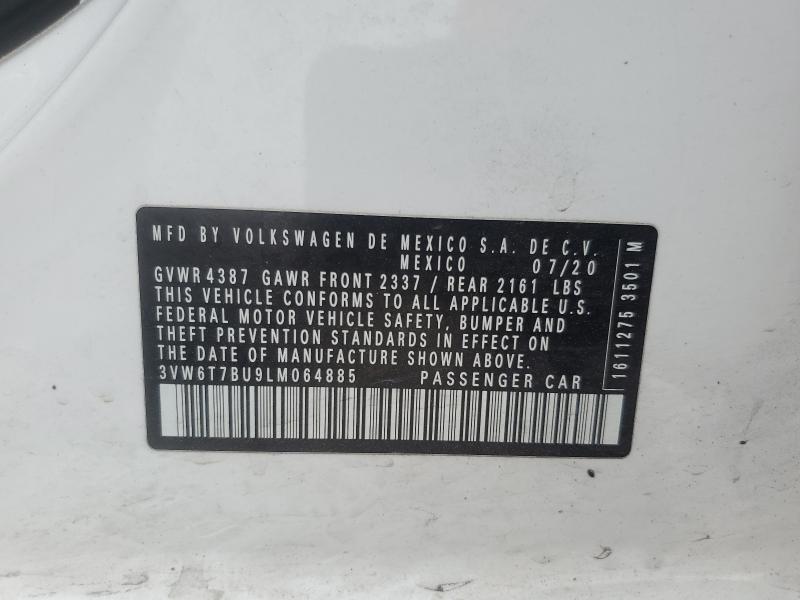 MFD BY VOLKSWAGEN DE MEXICO S.A. DE C.V.
MEXICO 07/20
GVWR 4387 GAWR FRONT 2337 / REAR 2161 LBS
THIS VEHICLE CONFORMS TO ALL APPLICABLE U.S.
FEDERAL MOTOR VEHICLE SAFETY, BUMPER AND
THEFT PREVENTION STANDARDS IN EFFECT ON
THE DATE OF MANUFACTURE SHOWN ABOVE.
3VW6T7BU9LM064885 PASSENGER CAR
1611275 3501 M